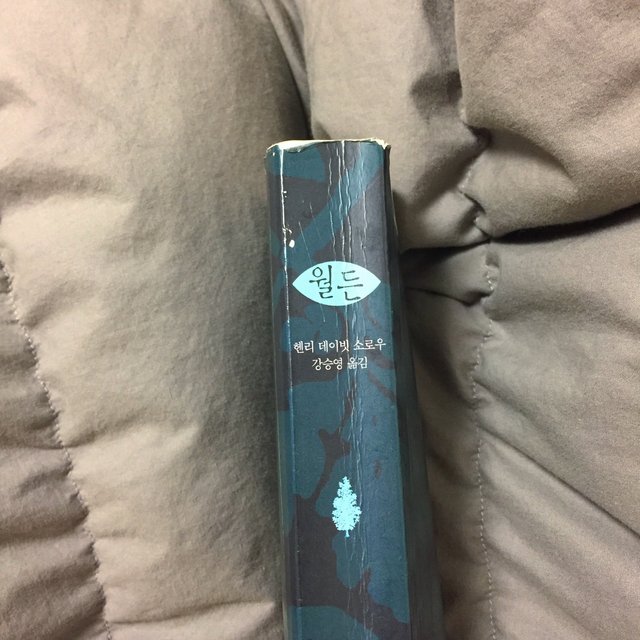 월든
헨리 데이빗 소로우
강승영 옮김